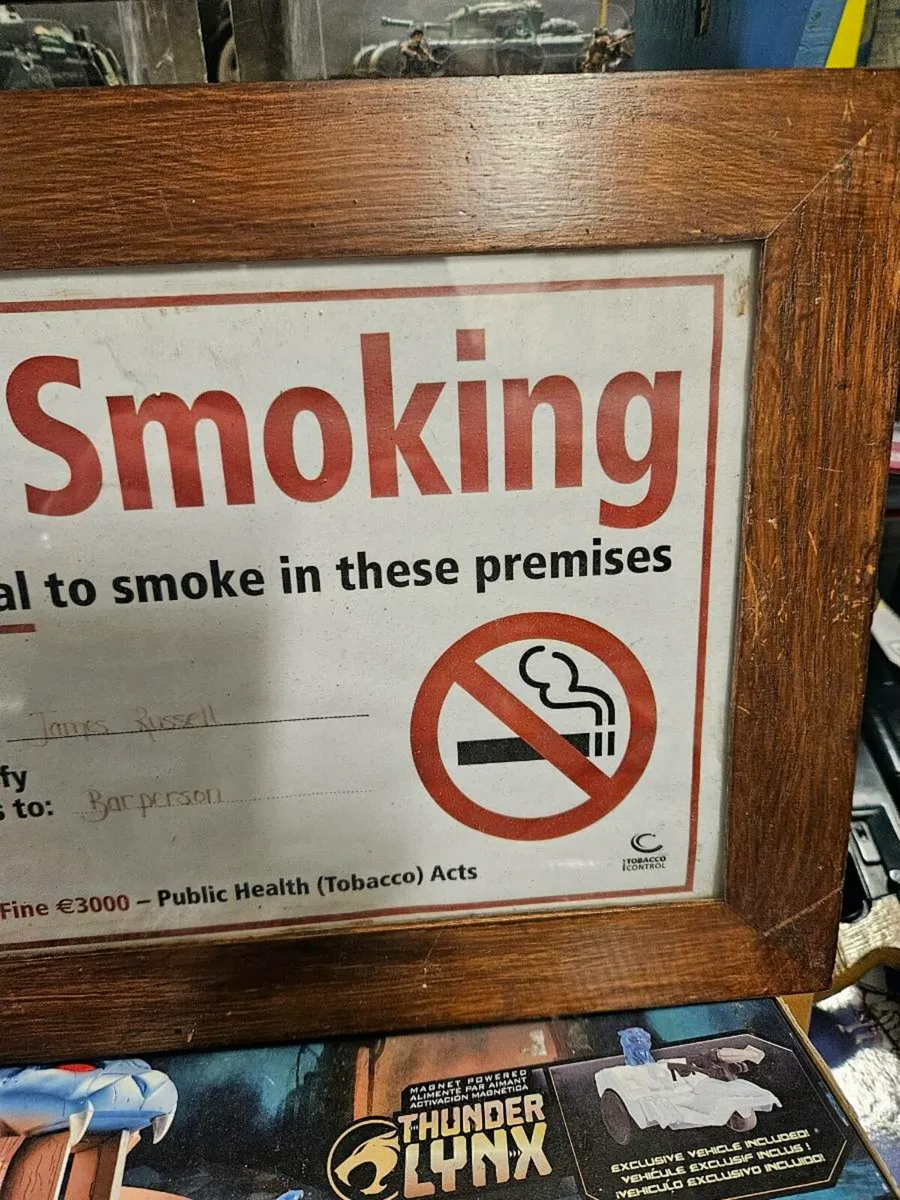 Smoking
al to smoke in these premises
James Russell
fy
s to: Barperson
TOBACCO
CONTROL
Fine €3000 – Public Health (Tobacco) Acts
MAGNET POWERED
ALIMENTÉ PAR AIMANT
ACTIVACIÓN MAGNÉTICA
THUNDER
LYNX
EXCLUSIVE VEHICLE INCLUDED!
VÉHICULE EXCLUSIF INCLUS !
¡VEHÍCULO EXCLUSIVO INCLUIDO!